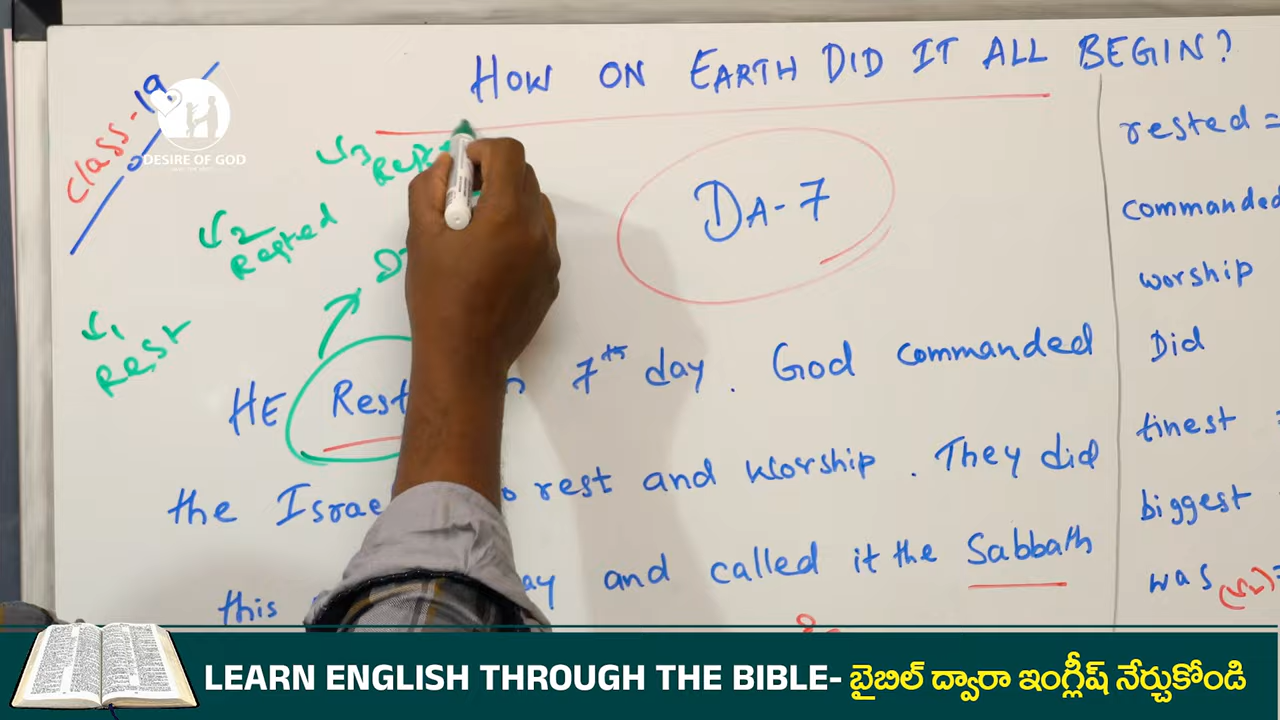 HOW ON EARTH DID IT ALL BEGIN?
Class-19
DESIRE OF GOD
DA-7
V3
V2
Rested
V1
REST
HE Rest 7th day. God commanded
the Israe rest and Worship. They did
this ay and called it the Sabbath
rested =
commanded
worship
Did
tinest
biggest
was (V2)=
LEARN ENGLISH THROUGH THE BIBLE- బైబిల్ ద్వారా ఇంగ్లీష్ నేర్చుకోండి